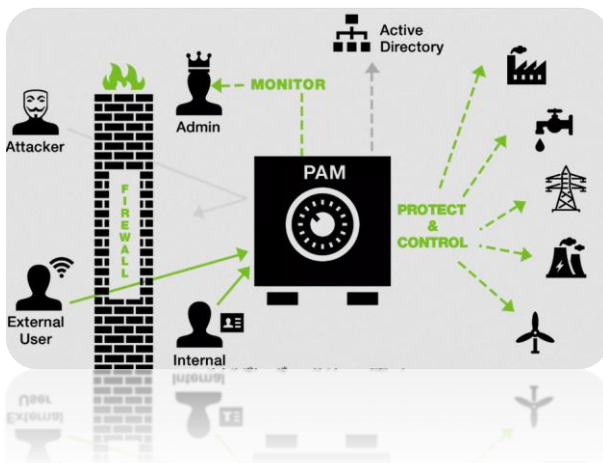 Active
Directory
MONITOR
Admin
Attacker
PAM
FIREWALL
PROTECT
&
CONTROL
External
User
Internal